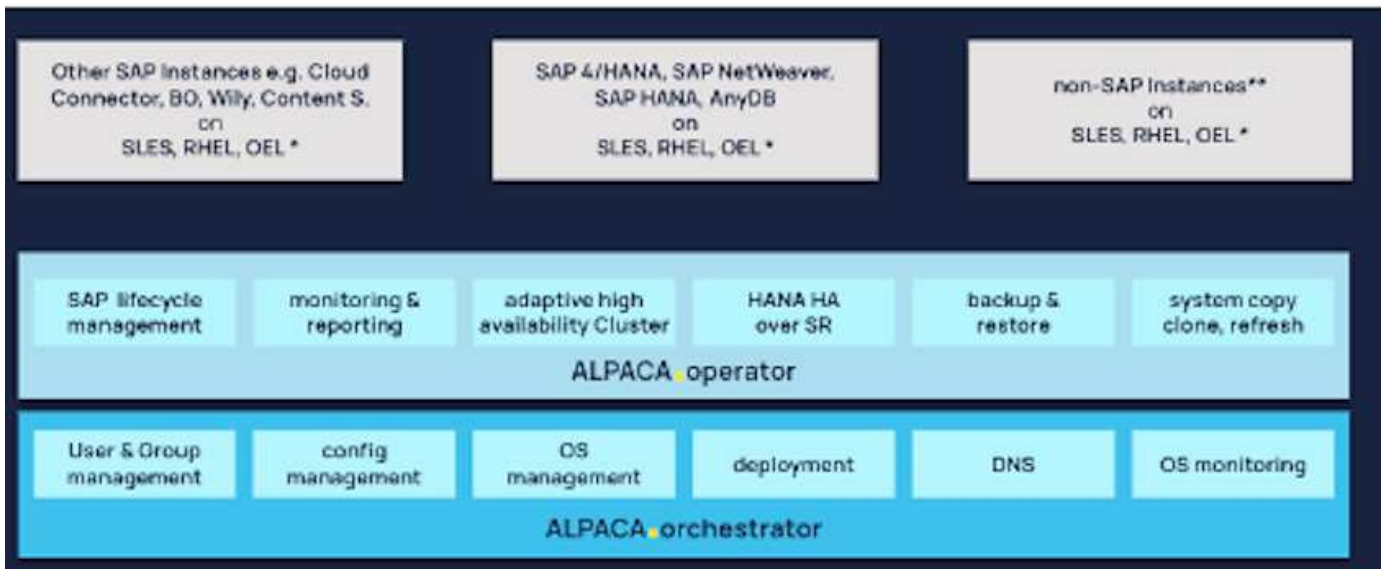 Other SAP Instances e.g. Cloud
Connector, BO, Wily, Content S.
on
SLES, RHEL, OEL *
SAP 4/HANA, SAP NetWeaver,
SAP HANA, AnyDB
on
SLES, RHEL, OEL *
non-SAP Instances**
on
SLES, RHEL, OEL *
SAP lifecycle
management
monitoring &
reporting
adaptive high
availability Cluster
HANA HA
over SR
backup &
restore
system copy
clone, refresh
ALPACA.operator
User & Group
management
config
management
OS
management
deployment
DNS
OS monitoring
ALPACA.orchestrator